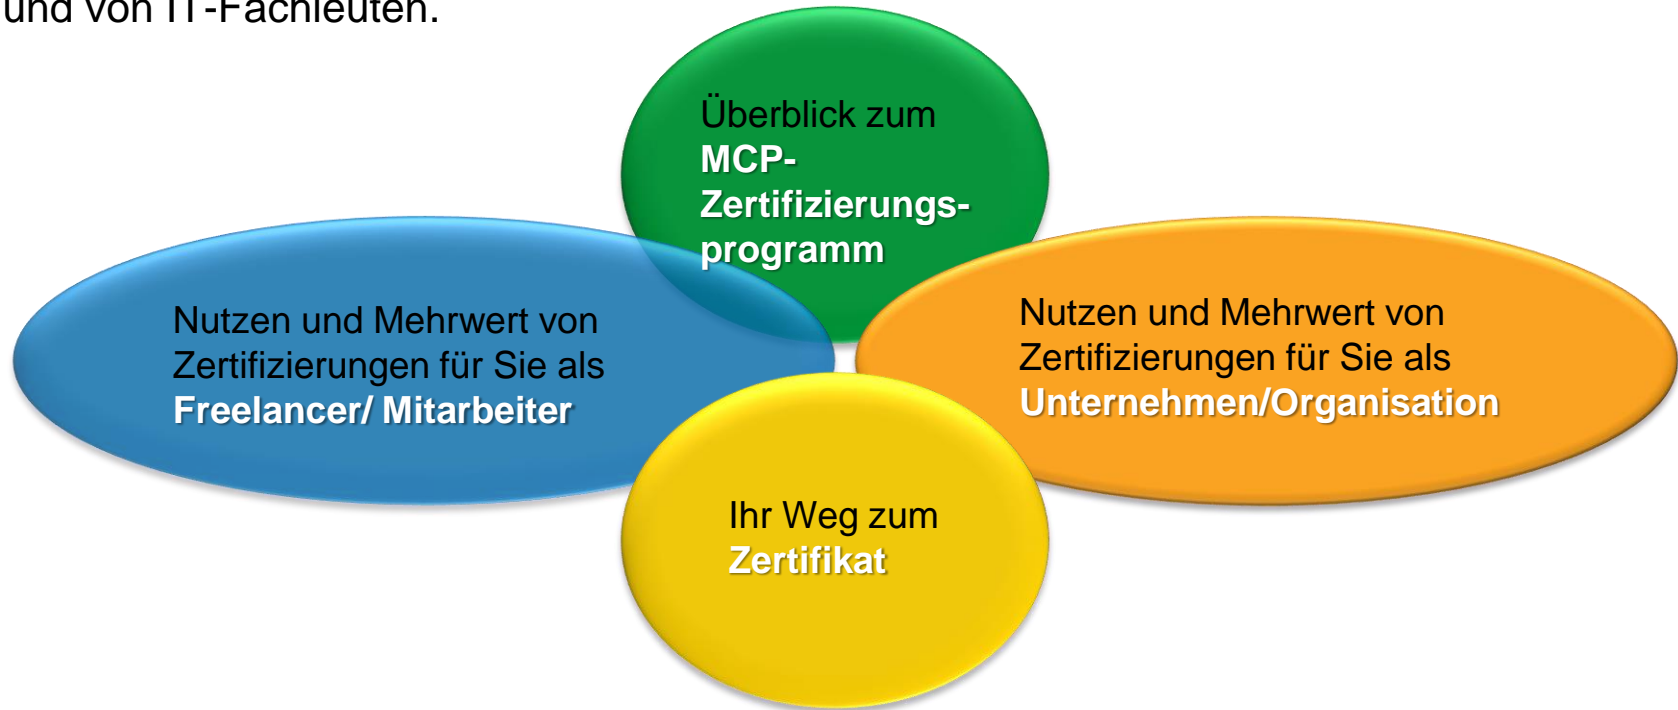 und von IT-Fachleuten.
Überblick zum
MCP-
Zertifizierungs-
programm
Nutzen und Mehrwert von
Zertifizierungen für Sie als
Freelancer/ Mitarbeiter
Nutzen und Mehrwert von
Zertifizierungen für Sie als
Unternehmen/Organisation
Ihr Weg zum
Zertifikat